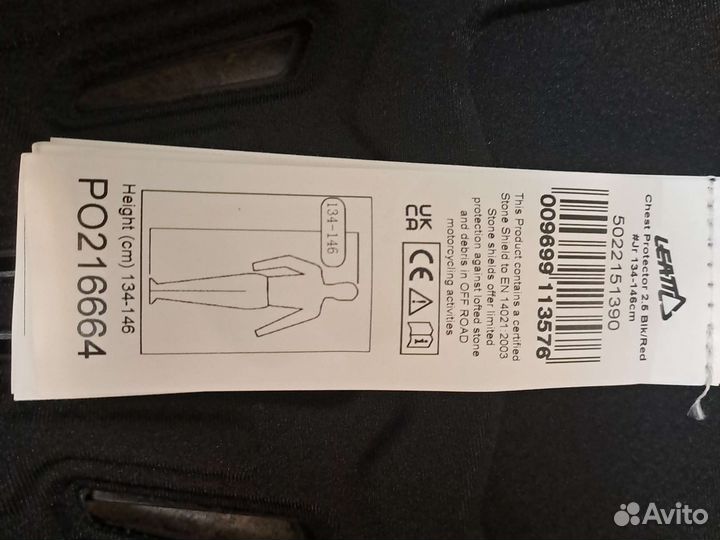 LEATT
Chest Protector 2.5 Blk/Red
#Jr 134-146cm
5022151390
009699 113576
This Product contains a certified
Stone Shield to EN 14021:2003
Stone shields offer limited
protection against lofted stone
and debris in OFF ROAD
motorcycling activities
UK
CA
CE
134-146
Height (cm) 134-146
PO216664
Avito